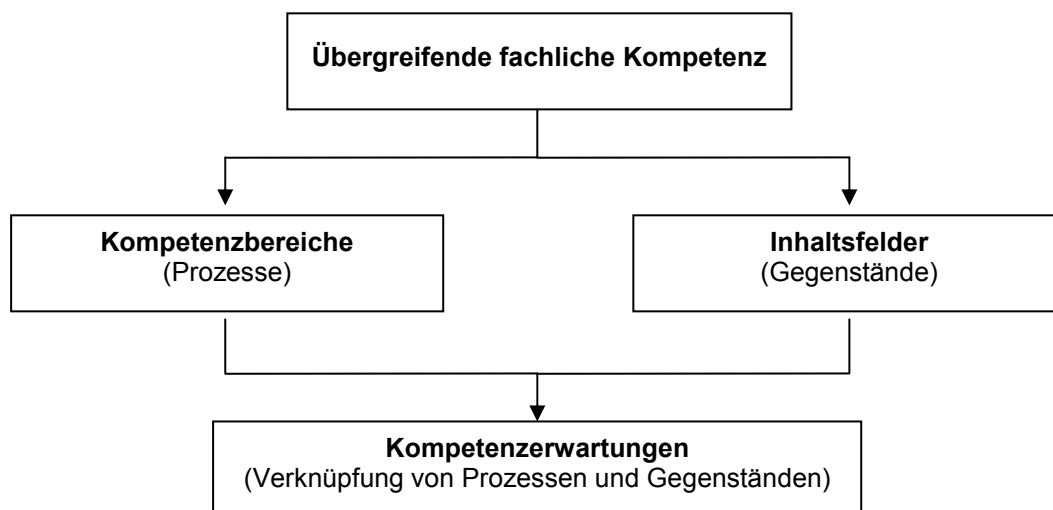 Übergreifende fachliche Kompetenz
Kompetenzbereiche
(Prozesse)
Inhaltsfelder
(Gegenstände)
Kompetenzerwartungen
(Verknüpfung von Prozessen und Gegenständen)